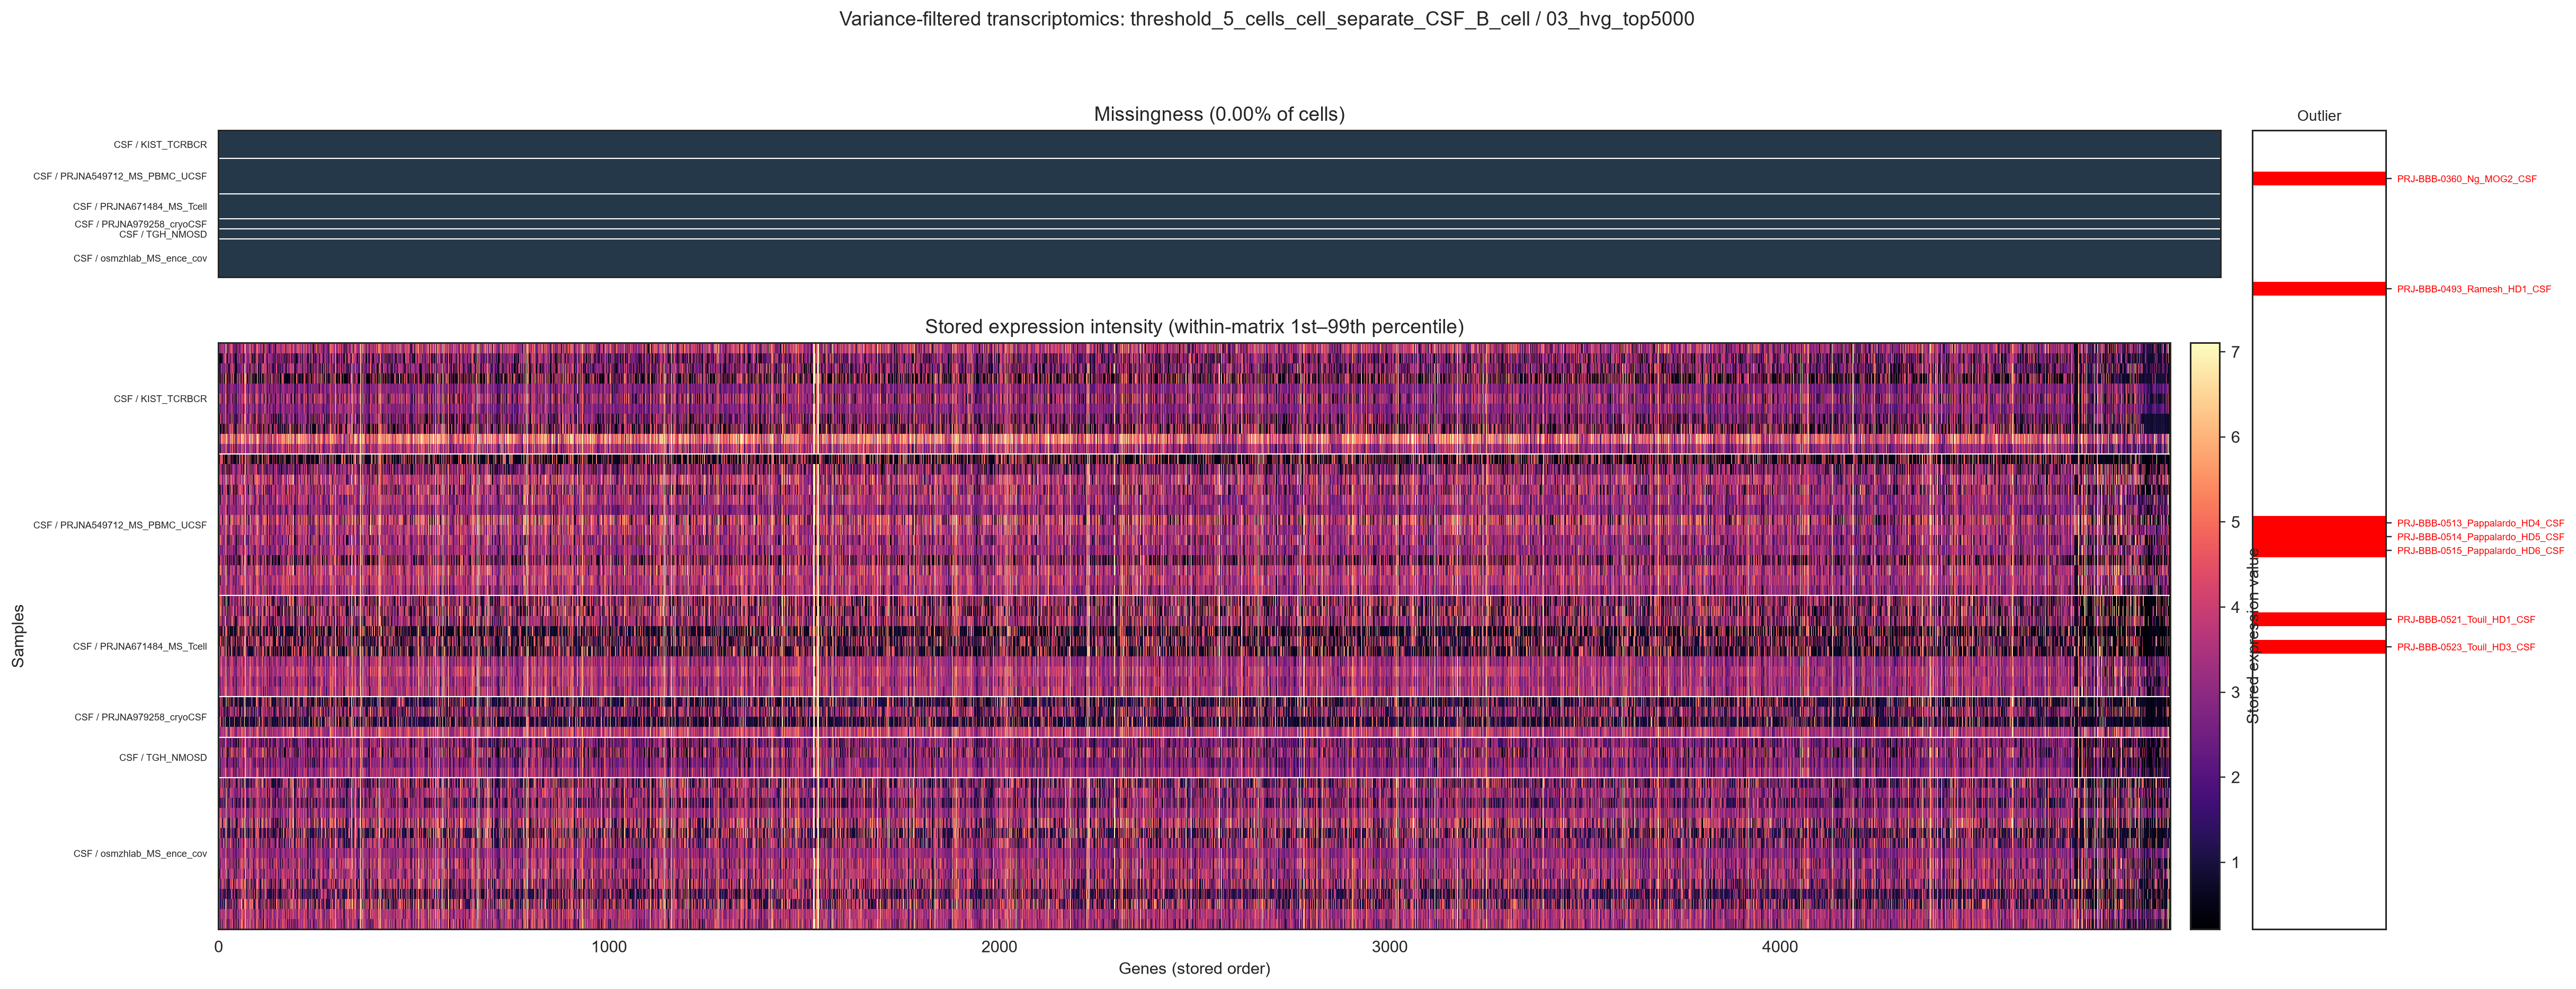 Variance-filtered transcriptomics: threshold_5_cells_cell_separate_CSF_B_cell / 03_hvg_top5000
Missingness (0.00% of cells)
Outlier
CSF / KIST_TCRBCR
CSF / PRJNA549712_MS_PBMC_UCSF
CSF / PRJNA671484_MS_Tcell
CSF / PRJNA979258_cryoCSF
CSF / TGH_NMOSD
CSF / osmzhlab_MS_ence_cov
PRJ-BBB-0360_Ng_MOG2_CSF
PRJ-BBB-0493_Ramesh_HD1_CSF
PRJ-BBB-0513_Pappalardo_HD4_CSF
PRJ-BBB-0514_Pappalardo_HD5_CSF
PRJ-BBB-0515_Pappalardo_HD6_CSF
PRJ-BBB-0521_Touil_HD1_CSF
PRJ-BBB-0523_Touil_HD3_CSF
Stored expression intensity (within-matrix 1st–99th percentile)
Samples
CSF / KIST_TCRBCR
CSF / PRJNA549712_MS_PBMC_UCSF
CSF / PRJNA671484_MS_Tcell
CSF / PRJNA979258_cryoCSF
CSF / TGH_NMOSD
CSF / osmzhlab_MS_ence_cov
7
6
5
4
3
2
1
Stored expression value
0 1000 2000 3000 4000
Genes (stored order)